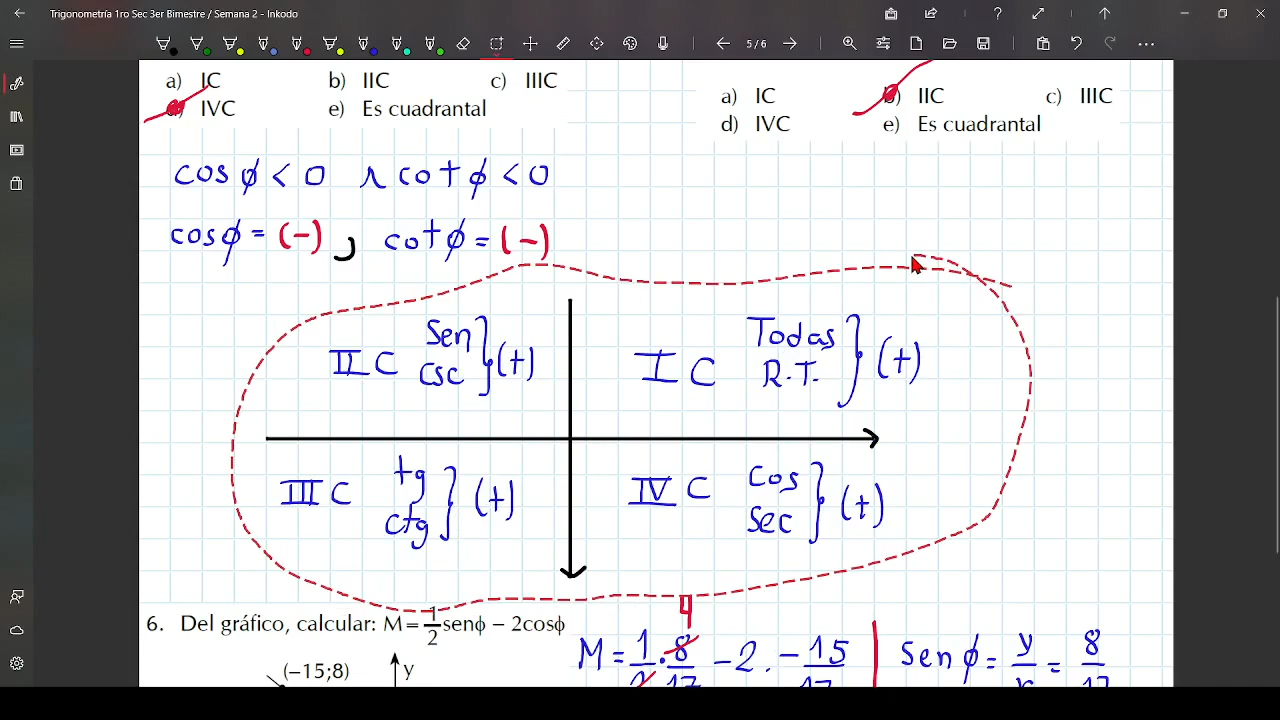 Trigonometría 1ro Sec 3er Bimestre / Semana 2 - Inkodo
5/6
a) IC b) IIC c) IIIC
d) IVC e) Es cuadrantal
a) IC b) IIC c) IIIC
d) IVC e) Es cuadrantal
cos ϕ < 0 ∧ cot ϕ < 0
cos ϕ = (-) , cot ϕ = (-)
II C Sen Csc } (+)
I C Todas R.T. } (+)
III C tg ctg } (+)
IV C Cos Sec } (+)
6. Del gráfico, calcular: M = 1/2 senϕ − 2cosϕ
(−15;8) y
4
M = 1/2 · 8/17 - 2 · -15/17
Sen ϕ = y/r = 8/17